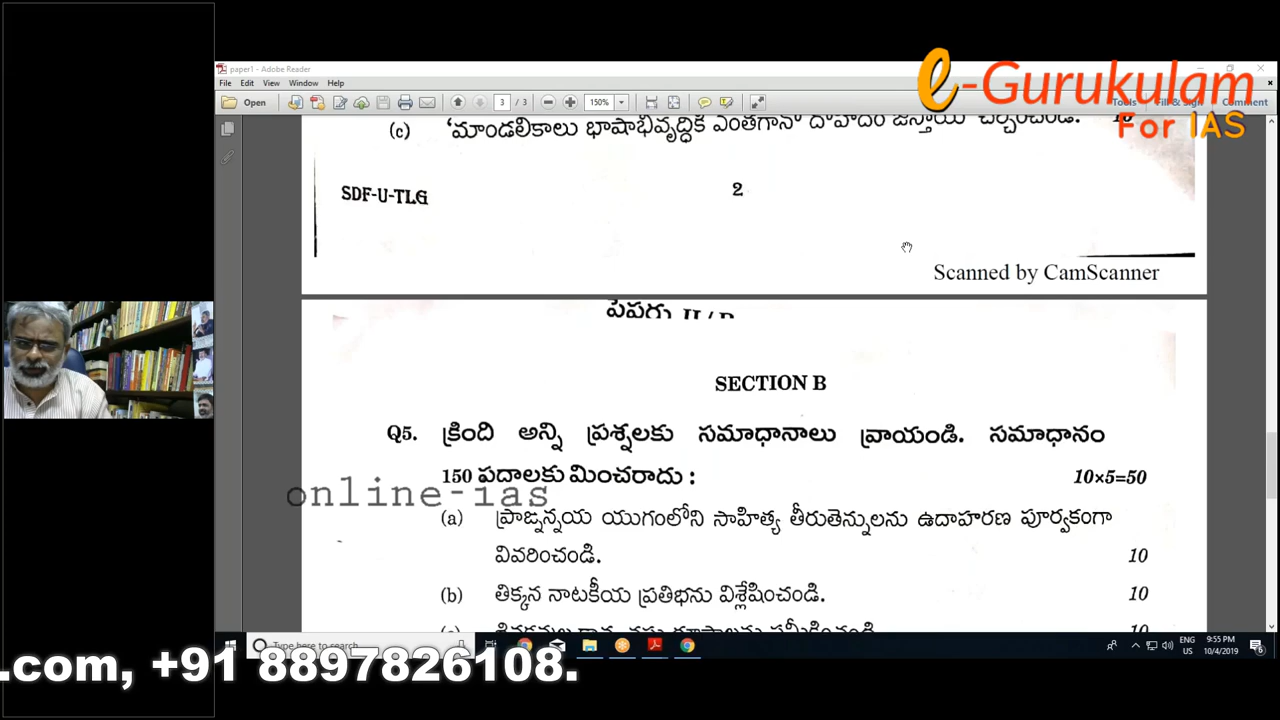 e-Gurukulam
For IAS
paper1 - Adobe Reader
File Edit View Window Help
Open 3 / 3 150% Tools Fill & Sign Comment
(c) 'మాండలికాలు భాషాభివృద్ధికి ఎంతగానో దోహదం జేస్తాయి' చర్చించండి. 10
SDF-U-TLG 2
Scanned by CamScanner
SECTION B
Q5. క్రింది అన్ని ప్రశ్నలకు సమాధానాలు వ్రాయండి. సమాధానం
150 పదాలకు మించరాదు : 10×5=50
online-ias
(a) ప్రాఙ్నన్నయ యుగంలోని సాహిత్య తీరుతెన్నులను ఉదాహరణ పూర్వకంగా
వివరించండి. 10
(b) తిక్కన నాటకీయ ప్రతిభను విశ్లేషించండి. 10
Type here to search
ENG 9:55 PM
US 10/4/2019
.com, +91 8897826108.